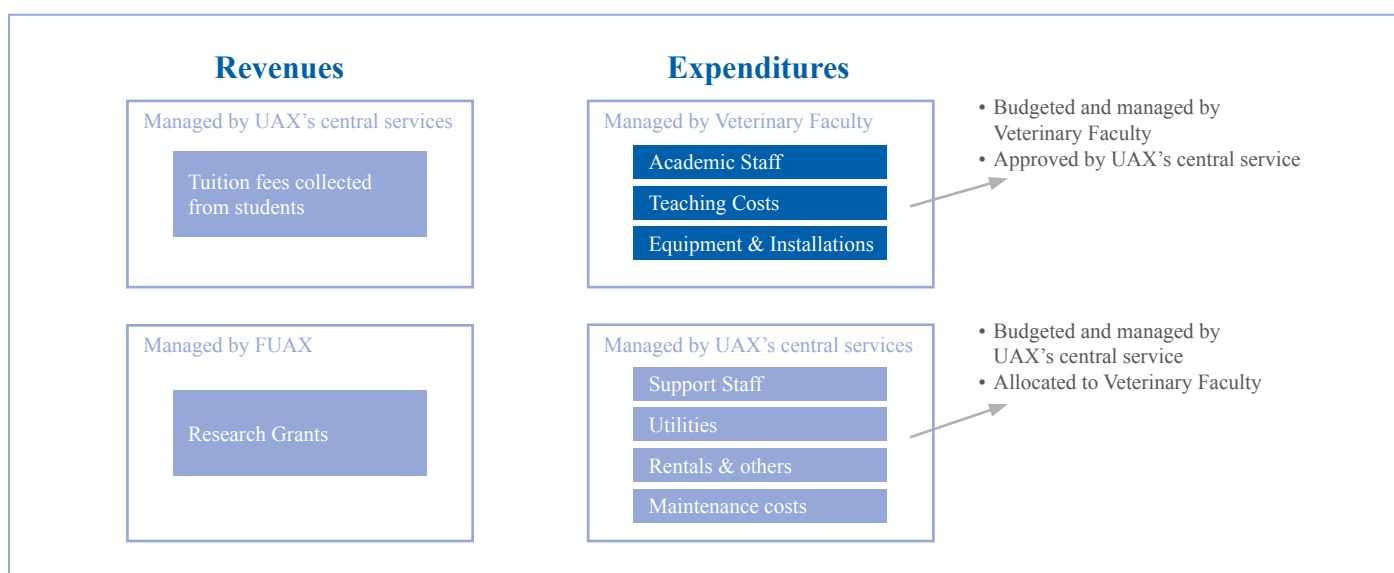 Revenues
Managed by UAX's central services
Tuition fees collected
from students
Managed by FUAX
Research Grants
Expenditures
Managed by Veterinary Faculty
Academic Staff
Teaching Costs
Equipment & Installations
• Budgeted and managed by
Veterinary Faculty
• Approved by UAX's central service
Managed by UAX's central services
Support Staff
Utilities
Rentals & others
Maintenance costs
• Budgeted and managed by
UAX's central service
• Allocated to Veterinary Faculty